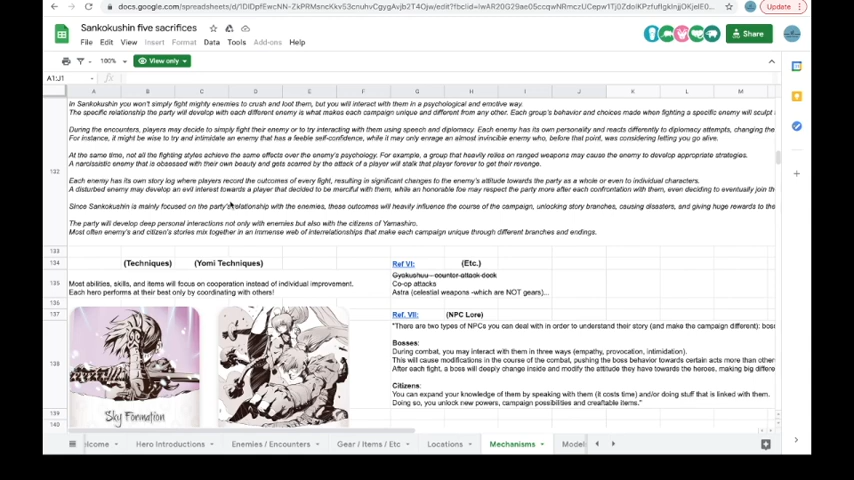 Sankokushin five sacrifices
File Edit View Insert Format Data Tools Add-ons Help
Share
Update
100%
View only
A1:J1
A B C D E F G H I J K L M
In Sankokushin you won't simply fight mighty enemies to crush and loot them, but you will interact with them in a psychological and emotive way.
The specific relationship the party will develop with each different enemy is what makes each campaign unique and different from any other. Each group's behavior and choices made when fighting a specific enemy will sculpt
During the encounters, players may decide to simply fight their enemy or to try interacting with them using speech and diplomacy. Each enemy has its own personality and reacts differently to diplomacy attempts, changing the
For instance, it might be wise to try and intimidate an enemy that has a feeble self-confidence, while it may only enrage an almost invincible enemy who, before that point, was considering letting you go alive.
At the same time, not all the fighting styles achieve the same effects over the enemy's psychology. For example, a group that heavily relies on ranged weapons may cause the enemy to develop appropriate strategies.
A narcissistic enemy that is obsessed with their own beauty and gets scarred by the attack of a player will stalk that player forever to get their revenge.
132
Each enemy has its own story log where players record the outcomes of every fight, resulting in significant changes to the enemy's attitude towards the party as a whole or even to individual characters.
A disturbed enemy may develop an evil interest towards a player that decided to be merciful with them, while an honorable foe may respect the party more after each confrontation with them, even deciding to eventually join th
Since Sankokushin is mainly focused on the party's relationship with the enemies, these outcomes will heavily influence the course of the campaign, unlocking story branches, causing disasters, and giving huge rewards to the
The party will develop deep personal interactions not only with enemies but also with the citizens of Yamashiro.
Most often enemy's and citizen's stories mix together in an immense web of interrelationships that make each campaign unique through different branches and endings.
133
134 (Techniques) (Yomi Techniques) Ref VI: (Etc.)
Gyakushuu - counter attack deck
135 Most abilities, skills, and items will focus on cooperation instead of individual improvement. Co-op attacks
Each hero performs at their best only by coordinating with others! Astra (celestial weapons -which are NOT gears)...
136
137 Ref. VII: (NPC Lore)
"There are two types of NPCs you can deal with in order to understand their story (and make the campaign different): bos
Bosses:
During combat, you may interact with them in three ways (empathy, provocation, intimidation).
This will cause modifications in the course of the combat, pushing the boss behavior towards certain acts more than other
138 After each fight, a boss will deeply change inside and modify the attitude they have towards the heroes, making big differe
Citizens:
You can expand your knowledge of them by speaking with them (it costs time) and/or doing stuff that is linked with them.
Doing so, you unlock new powers, campaign possibilities and creaftable items."
Sky Formation
139
140
elcome Hero Introductions Enemies / Encounters Gear / Items / Etc Locations Mechanisms Model